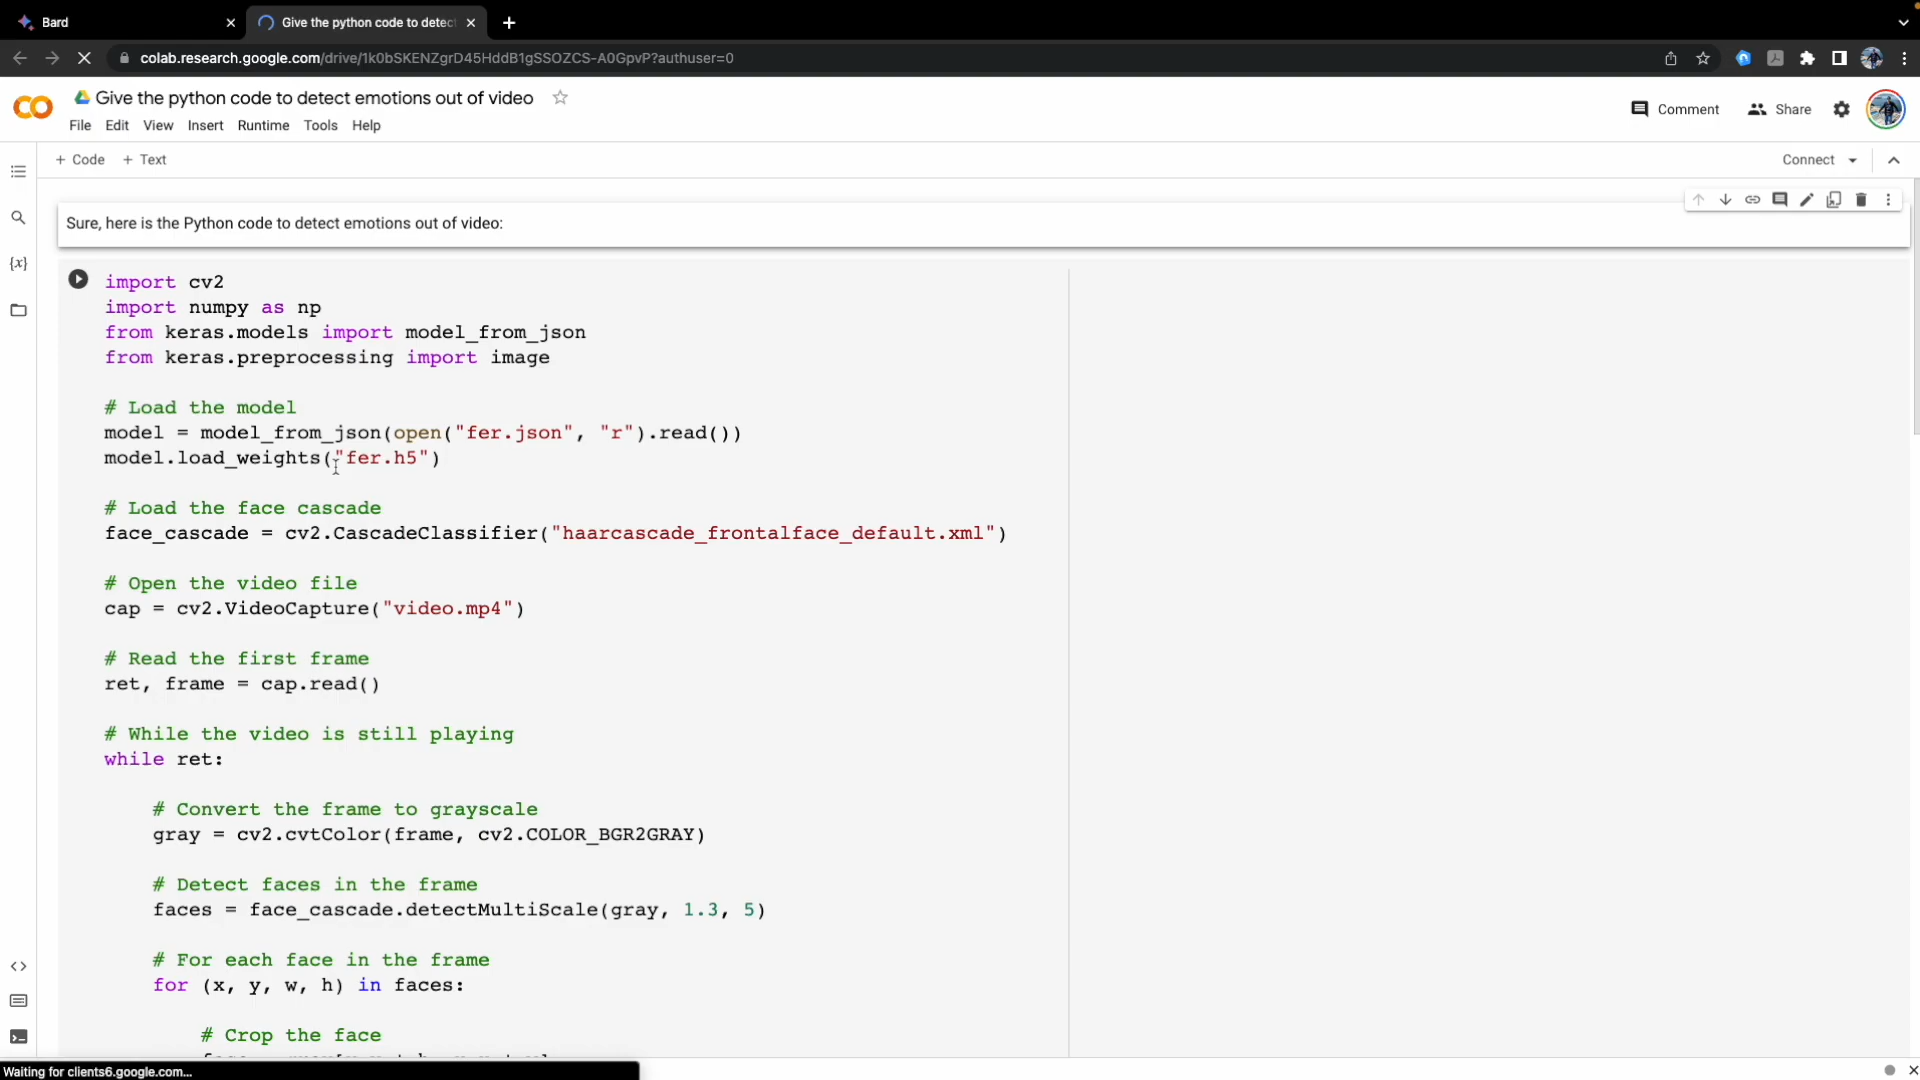 Bard
Give the python code to detec
colab.research.google.com/drive/1k0bSKENZgrD45HddB1gSSOZCS-A0GpvP?authuser=0
Give the python code to detect emotions out of video
Comment
Share
File Edit View Insert Runtime Tools Help
+ Code + Text
Connect
Sure, here is the Python code to detect emotions out of video:
{x}
import cv2
import numpy as np
from keras.models import model_from_json
from keras.preprocessing import image
# Load the model
model = model_from_json(open("fer.json", "r").read())
model.load_weights("fer.h5")
# Load the face cascade
face_cascade = cv2.CascadeClassifier("haarcascade_frontalface_default.xml")
# Open the video file
cap = cv2.VideoCapture("video.mp4")
# Read the first frame
ret, frame = cap.read()
# While the video is still playing
while ret:
# Convert the frame to grayscale
gray = cv2.cvtColor(frame, cv2.COLOR_BGR2GRAY)
# Detect faces in the frame
faces = face_cascade.detectMultiScale(gray, 1.3, 5)
# For each face in the frame
for (x, y, w, h) in faces:
# Crop the face
Waiting for clients6.google.com...